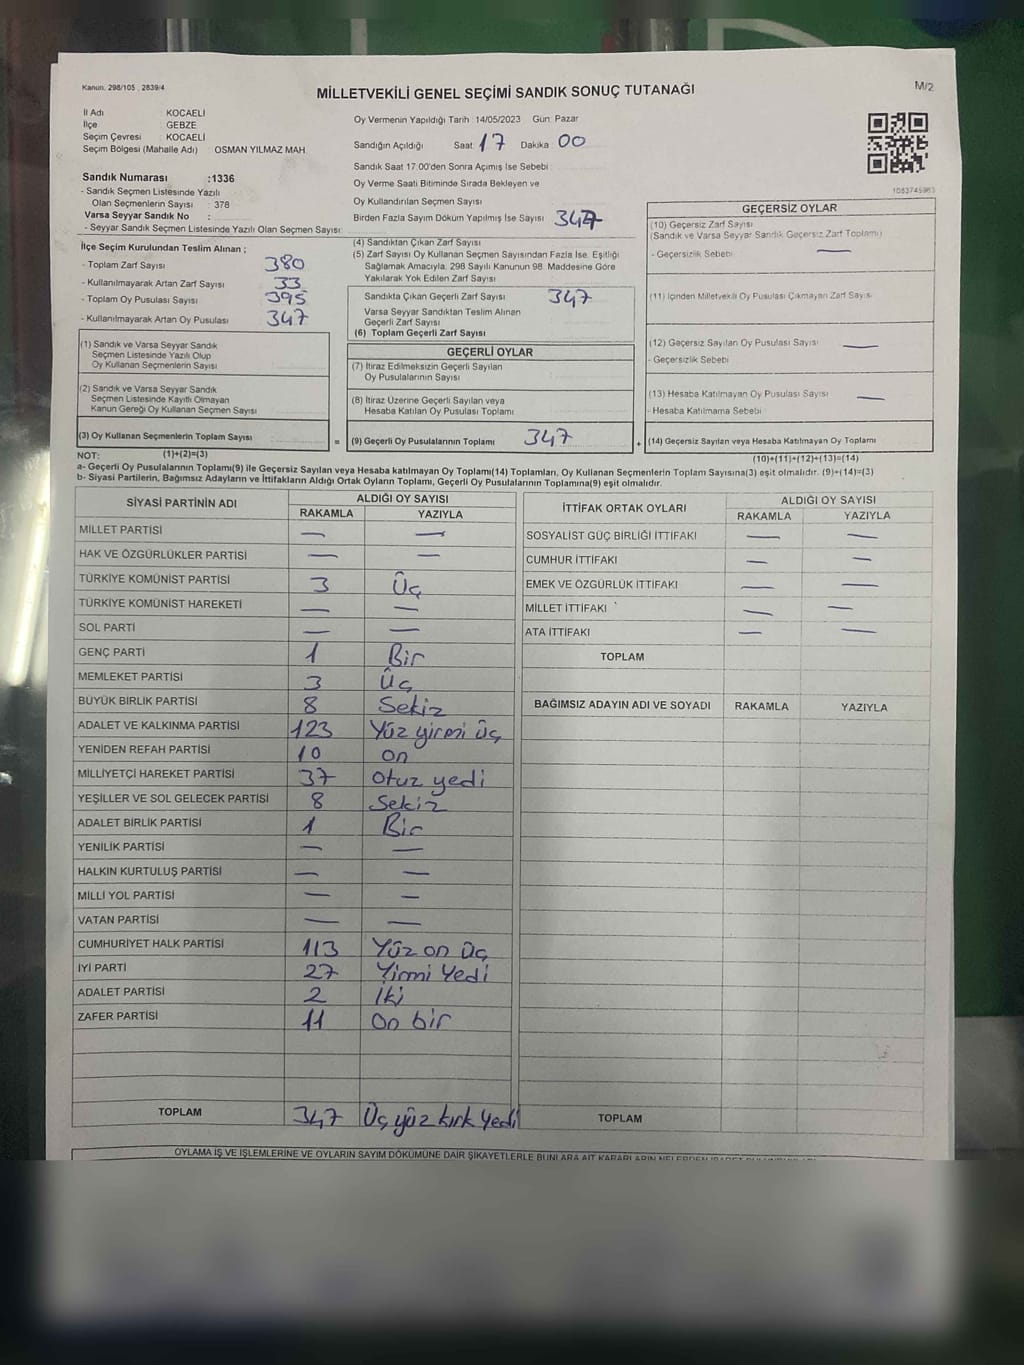 Kanun. 298/105 , 2839/4
MİLLETVEKİLİ GENEL SEÇİMİ SANDIK SONUÇ TUTANAĞI
M/2
İl Adı : KOCAELİ
İlçe : GEBZE
Seçim Çevresi : KOCAELİ
Seçim Bölgesi (Mahalle Adı) : OSMAN YILMAZ MAH.
Sandık Numarası :1336
- Sandık Seçmen Listesinde Yazılı
Olan Seçmenlerin Sayısı : 378
Varsa Seyyar Sandık No :
- Seyyar Sandık Seçmen Listesinde Yazılı Olan Seçmen Sayısı:
Oy Vermenin Yapıldığı Tarih : 14/05/2023 Gün: Pazar
Sandığın Açıldığı Saat: 17 Dakika 00
Sandık Saat 17:00'den Sonra Açılmış İse Sebebi :
Oy Verme Saati Bitiminde Sırada Bekleyen ve
Oy Kullandırılan Seçmen Sayısı
Birden Fazla Sayım Döküm Yapılmış İse Sayısı 347
1083745983
İlçe Seçim Kurulundan Teslim Alınan ;
- Toplam Zarf Sayısı 380
- Kullanılmayarak Artan Zarf Sayısı 33
- Toplam Oy Pusulası Sayısı 395
- Kullanılmayarak Artan Oy Pusulası 347
(1) Sandık ve Varsa Seyyar Sandık
Seçmen Listesinde Yazılı Olup
Oy Kullanan Seçmenlerin Sayısı
(2) Sandık ve Varsa Seyyar Sandık
Seçmen Listesinde Kayıtlı Olmayan
Kanun Gereği Oy Kullanan Seçmen Sayısı
(3) Oy Kullanan Seçmenlerin Toplam Sayısı
(1)+(2)=(3)
(4) Sandıktan Çıkan Zarf Sayısı
(5) Zarf Sayısı Oy Kullanan Seçmen Sayısından Fazla İse, Eşitliği
Sağlamak Amacıyla, 298 Sayılı Kanunun 98. Maddesine Göre
Yakılarak Yok Edilen Zarf Sayısı
Sandıkta Çıkan Geçerli Zarf Sayısı 347
Varsa Seyyar Sandıktan Teslim Alınan
Geçerli Zarf Sayısı
(6) Toplam Geçerli Zarf Sayısı
GEÇERLİ OYLAR
(7) İtiraz Edilmeksizin Geçerli Sayılan
Oy Pusulalarının Sayısı
(8) İtiraz Üzerine Geçerli Sayılan veya
Hesaba Katılan Oy Pusulası Toplamı
= (9) Geçerli Oy Pusulalarının Toplamı 347 +
GEÇERSİZ OYLAR
(10) Geçersiz Zarf Sayısı
(Sandık ve Varsa Seyyar Sandık Geçersiz Zarf Toplamı)
- Geçersizlik Sebebi : —
(11) İçinden Milletvekili Oy Pusulası Çıkmayan Zarf Sayısı
(12) Geçersiz Sayılan Oy Pusulası Sayısı —
- Geçersizlik Sebebi
(13) Hesaba Katılmayan Oy Pusulası Sayısı —
- Hesaba Katılmama Sebebi :
(14) Geçersiz Sayılan veya Hesaba Katılmayan Oy Toplamı
(10)+(11)+(12)+(13)=(14)
NOT:
a- Geçerli Oy Pusulalarının Toplamı(9) ile Geçersiz Sayılan veya Hesaba katılmayan Oy Toplam(14) Toplamları, Oy Kullanan Seçmenlerin Toplam Sayısına(3) eşit olmalıdır. (9)+(14)=(3)
b- Siyasi Partilerin, Bağımsız Adayların ve İttifakların Aldığı Ortak Oyların Toplamı, Geçerli Oy Pusulalarının Toplamına(9) eşit olmalıdır.
SİYASİ PARTİNİN ADI ALDIĞI OY SAYISI
RAKAMLA YAZIYLA
MİLLET PARTİSİ — —
HAK VE ÖZGÜRLÜKLER PARTİSİ — —
TÜRKİYE KOMÜNİST PARTİSİ 3 Üç
TÜRKİYE KOMÜNİST HAREKETİ — —
SOL PARTİ — —
GENÇ PARTİ 1 Bir
MEMLEKET PARTİSİ 3 Üç
BÜYÜK BİRLİK PARTİSİ 8 Sekiz
ADALET VE KALKINMA PARTİSİ 123 Yüz yirmi üç
YENİDEN REFAH PARTİSİ 10 on
MİLLİYETÇİ HAREKET PARTİSİ 37 Otuz yedi
YEŞİLLER VE SOL GELECEK PARTİSİ 8 Sekiz
ADALET BİRLİK PARTİSİ 1 Bir
YENİLİK PARTİSİ — —
HALKIN KURTULUŞ PARTİSİ — —
MİLLİ YOL PARTİSİ — —
VATAN PARTİSİ — —
CUMHURİYET HALK PARTİSİ 113 Yüz on üç
İYİ PARTİ 27 Yirmi Yedi
ADALET PARTİSİ 2 İki
ZAFER PARTİSİ 11 On bir
TOPLAM 347 Üç yüz kırk Yedi
İTTİFAK ORTAK OYLARI ALDIĞI OY SAYISI
RAKAMLA YAZIYLA
SOSYALİST GÜÇ BİRLİĞİ İTTİFAKI — —
CUMHUR İTTİFAKI — —
EMEK VE ÖZGÜRLÜK İTTİFAKI — —
MİLLET İTTİFAKI — —
ATA İTTİFAKI — —
TOPLAM
BAĞIMSIZ ADAYIN ADI VE SOYADI RAKAMLA YAZIYLA
TOPLAM
OYLAMA İŞ VE İŞLEMLERİNE VE OYLARIN SAYIM DÖKÜMÜNE DAİR ŞİKAYETLERLE BUNLARA AİT KARARLARIN